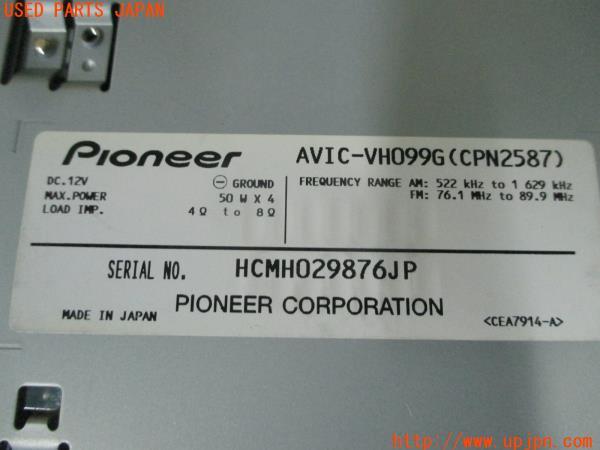 USED PARTS JAPAN
Pioneer AVIC-VH099G(CPN2587)
DC.12V ⊖ GROUND FREQUENCY RANGE AM: 522 kHz to 1 629 kHz
MAX.POWER 50 W X 4 FM: 76.1 MHz to 89.9 MHz
LOAD IMP. 4Ω to 8Ω
SERIAL NO. HCMH029876JP
PIONEER CORPORATION
MADE IN JAPAN <CEA7914-A>
http://www.upjpn.com